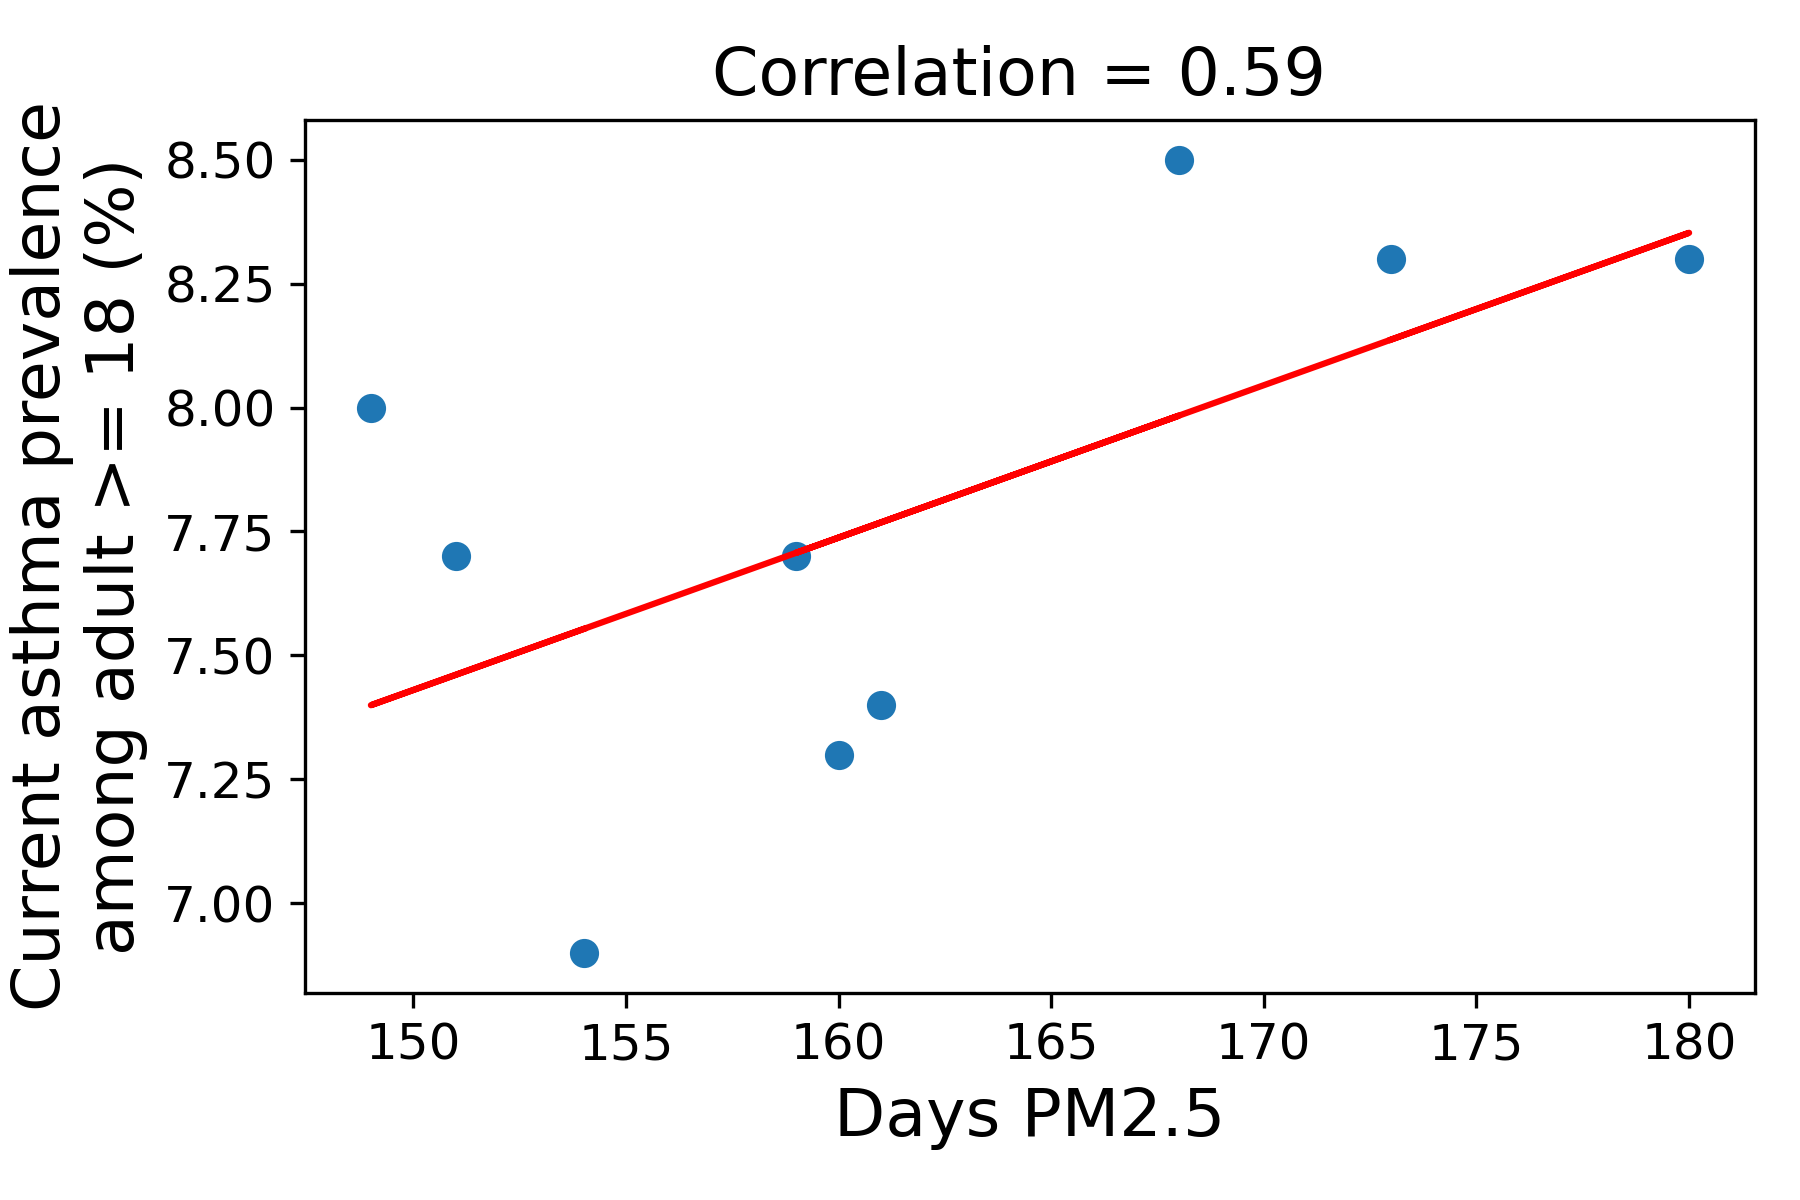 Correlation = 0.59
Current asthma prevalence
among adult >= 18 (%)
8.50
8.25
8.00
7.75
7.50
7.25
7.00
150 155 160 165 170 175 180
Days PM2.5